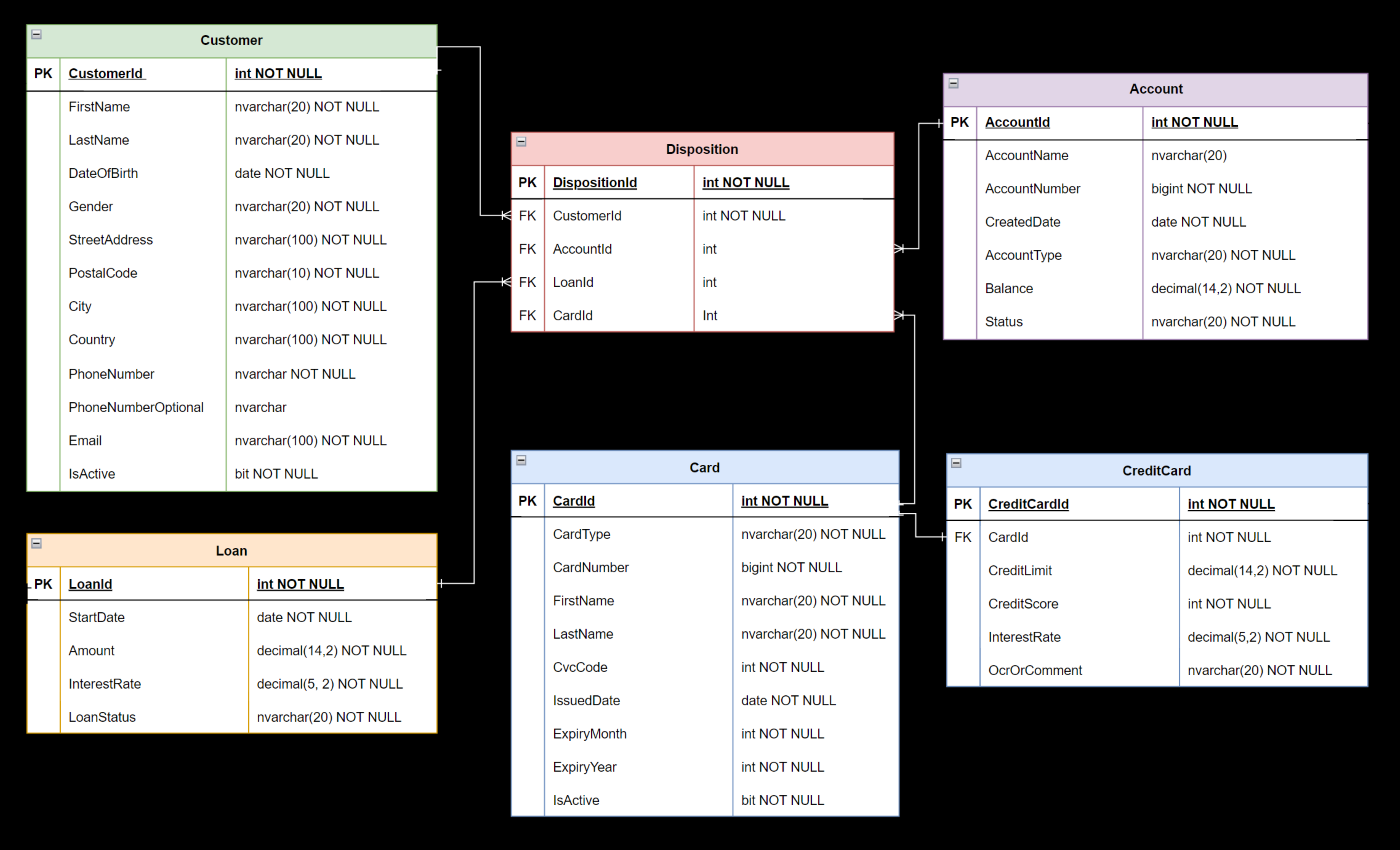 Customer
PK CustomerId int NOT NULL
FirstName nvarchar(20) NOT NULL
LastName nvarchar(20) NOT NULL
DateOfBirth date NOT NULL
Gender nvarchar(20) NOT NULL
StreetAddress nvarchar(100) NOT NULL
PostalCode nvarchar(10) NOT NULL
City nvarchar(100) NOT NULL
Country nvarchar(100) NOT NULL
PhoneNumber nvarchar NOT NULL
PhoneNumberOptional nvarchar
Email nvarchar(100) NOT NULL
IsActive bit NOT NULL
Disposition
PK DispositionId int NOT NULL
FK CustomerId int NOT NULL
FK AccountId int
FK LoanId int
FK CardId Int
Account
PK AccountId int NOT NULL
AccountName nvarchar(20)
AccountNumber bigint NOT NULL
CreatedDate date NOT NULL
AccountType nvarchar(20) NOT NULL
Balance decimal(14,2) NOT NULL
Status nvarchar(20) NOT NULL
Loan
PK LoanId int NOT NULL
StartDate date NOT NULL
Amount decimal(14,2) NOT NULL
InterestRate decimal(5, 2) NOT NULL
LoanStatus nvarchar(20) NOT NULL
Card
PK CardId int NOT NULL
CardType nvarchar(20) NOT NULL
CardNumber bigint NOT NULL
FirstName nvarchar(20) NOT NULL
LastName nvarchar(20) NOT NULL
CvcCode int NOT NULL
IssuedDate date NOT NULL
ExpiryMonth int NOT NULL
ExpiryYear int NOT NULL
IsActive bit NOT NULL
CreditCard
PK CreditCardId int NOT NULL
FK CardId int NOT NULL
CreditLimit decimal(14,2) NOT NULL
CreditScore int NOT NULL
InterestRate decimal(5,2) NOT NULL
OcrOrComment nvarchar(20) NOT NULL